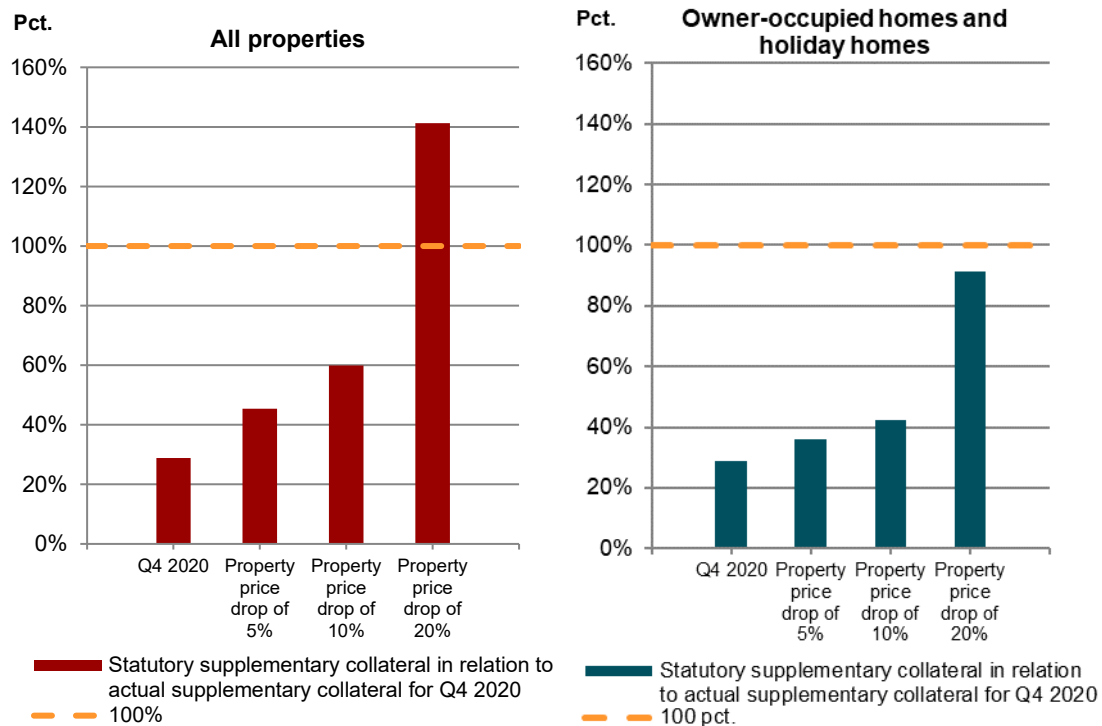 Pct.
All properties
160%
140%
120%
100%
80%
60%
40%
20%
0%
Q4 2020
Property
price
drop of
5%
Property
price
drop of
10%
Property
price
drop of
20%
Statutory supplementary collateral in relation to
actual supplementary collateral for Q4 2020
100%
Pct.
Owner-occupied homes and
holiday homes
160%
140%
120%
100%
80%
60%
40%
20%
0%
Q4 2020
Property
price
drop of
5%
Property
price
drop of
10%
Property
price
drop of
20%
Statutory supplementary collateral in relation
to actual supplementary collateral for Q4 2020
100 pct.